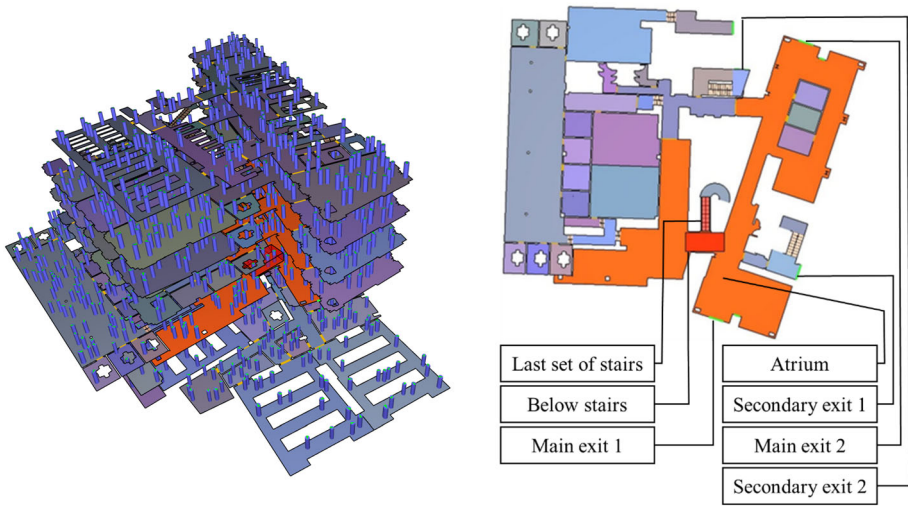 Last set of stairs
Below stairs
Main exit 1
Atrium
Secondary exit 1
Main exit 2
Secondary exit 2